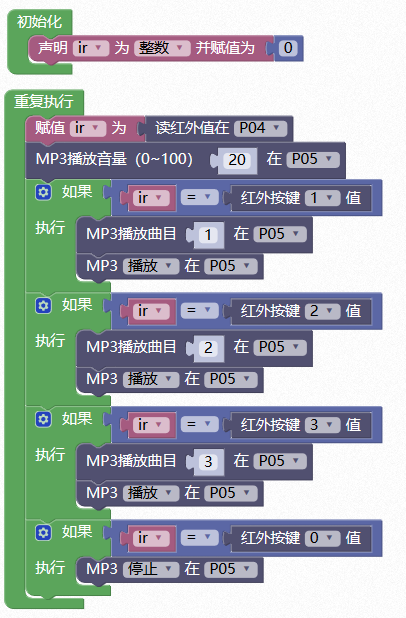 初始化
声明 ir 为 整数 并赋值为 0
重复执行
赋值 ir 为 读红外值在 P04
MP3播放音量（0~100） 20 在 P05
如果 ir = 红外按键 1 值
执行 MP3播放曲目 1 在 P05
MP3 播放 在 P05
如果 ir = 红外按键 2 值
执行 MP3播放曲目 2 在 P05
MP3 播放 在 P05
如果 ir = 红外按键 3 值
执行 MP3播放曲目 3 在 P05
MP3 播放 在 P05
如果 ir = 红外按键 0 值
执行 MP3 停止 在 P05